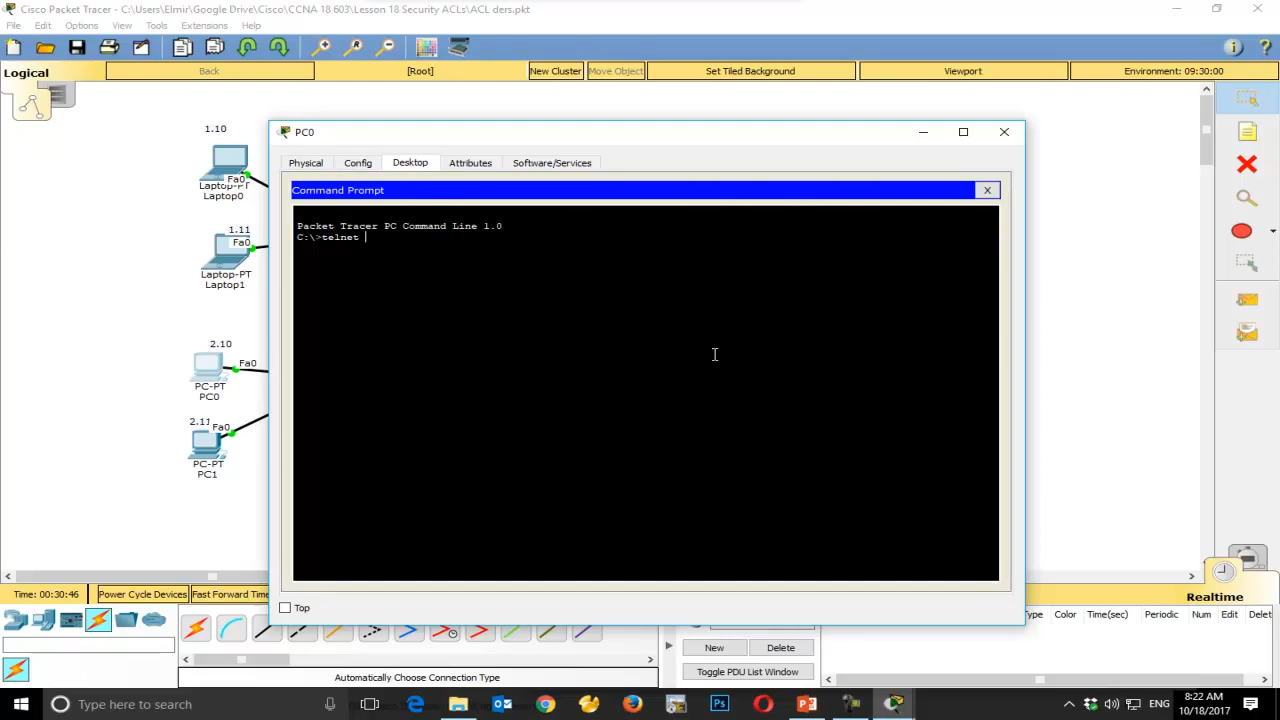 Cisco Packet Tracer - C:\Users\Elmir\Google Drive\Cisco\CCNA 18 603\Lesson 18 Security ACLs\ACL ders.pkt
File Edit Options View Tools Extensions Help
Logical Back [Root] New Cluster Move Object Set Tiled Background Viewport Environment: 09:30:00
1.10
Fa0
Laptop-PT
Laptop0
1.11
Fa0
Laptop-PT
Laptop1
2.10
Fa0
PC-PT
PC0
2.11
Fa0
PC-PT
PC1
PC0
Physical Config Desktop Attributes Software/Services
Command Prompt X
Packet Tracer PC Command Line 1.0
C:\>telnet
Top
Time: 00:30:46 Power Cycle Devices Fast Forward Time
Realtime
Type Color Time(sec) Periodic Num Edit Delet
New Delete
Toggle PDU List Window
Automatically Choose Connection Type
Type here to search
ENG
8:22 AM
10/18/2017